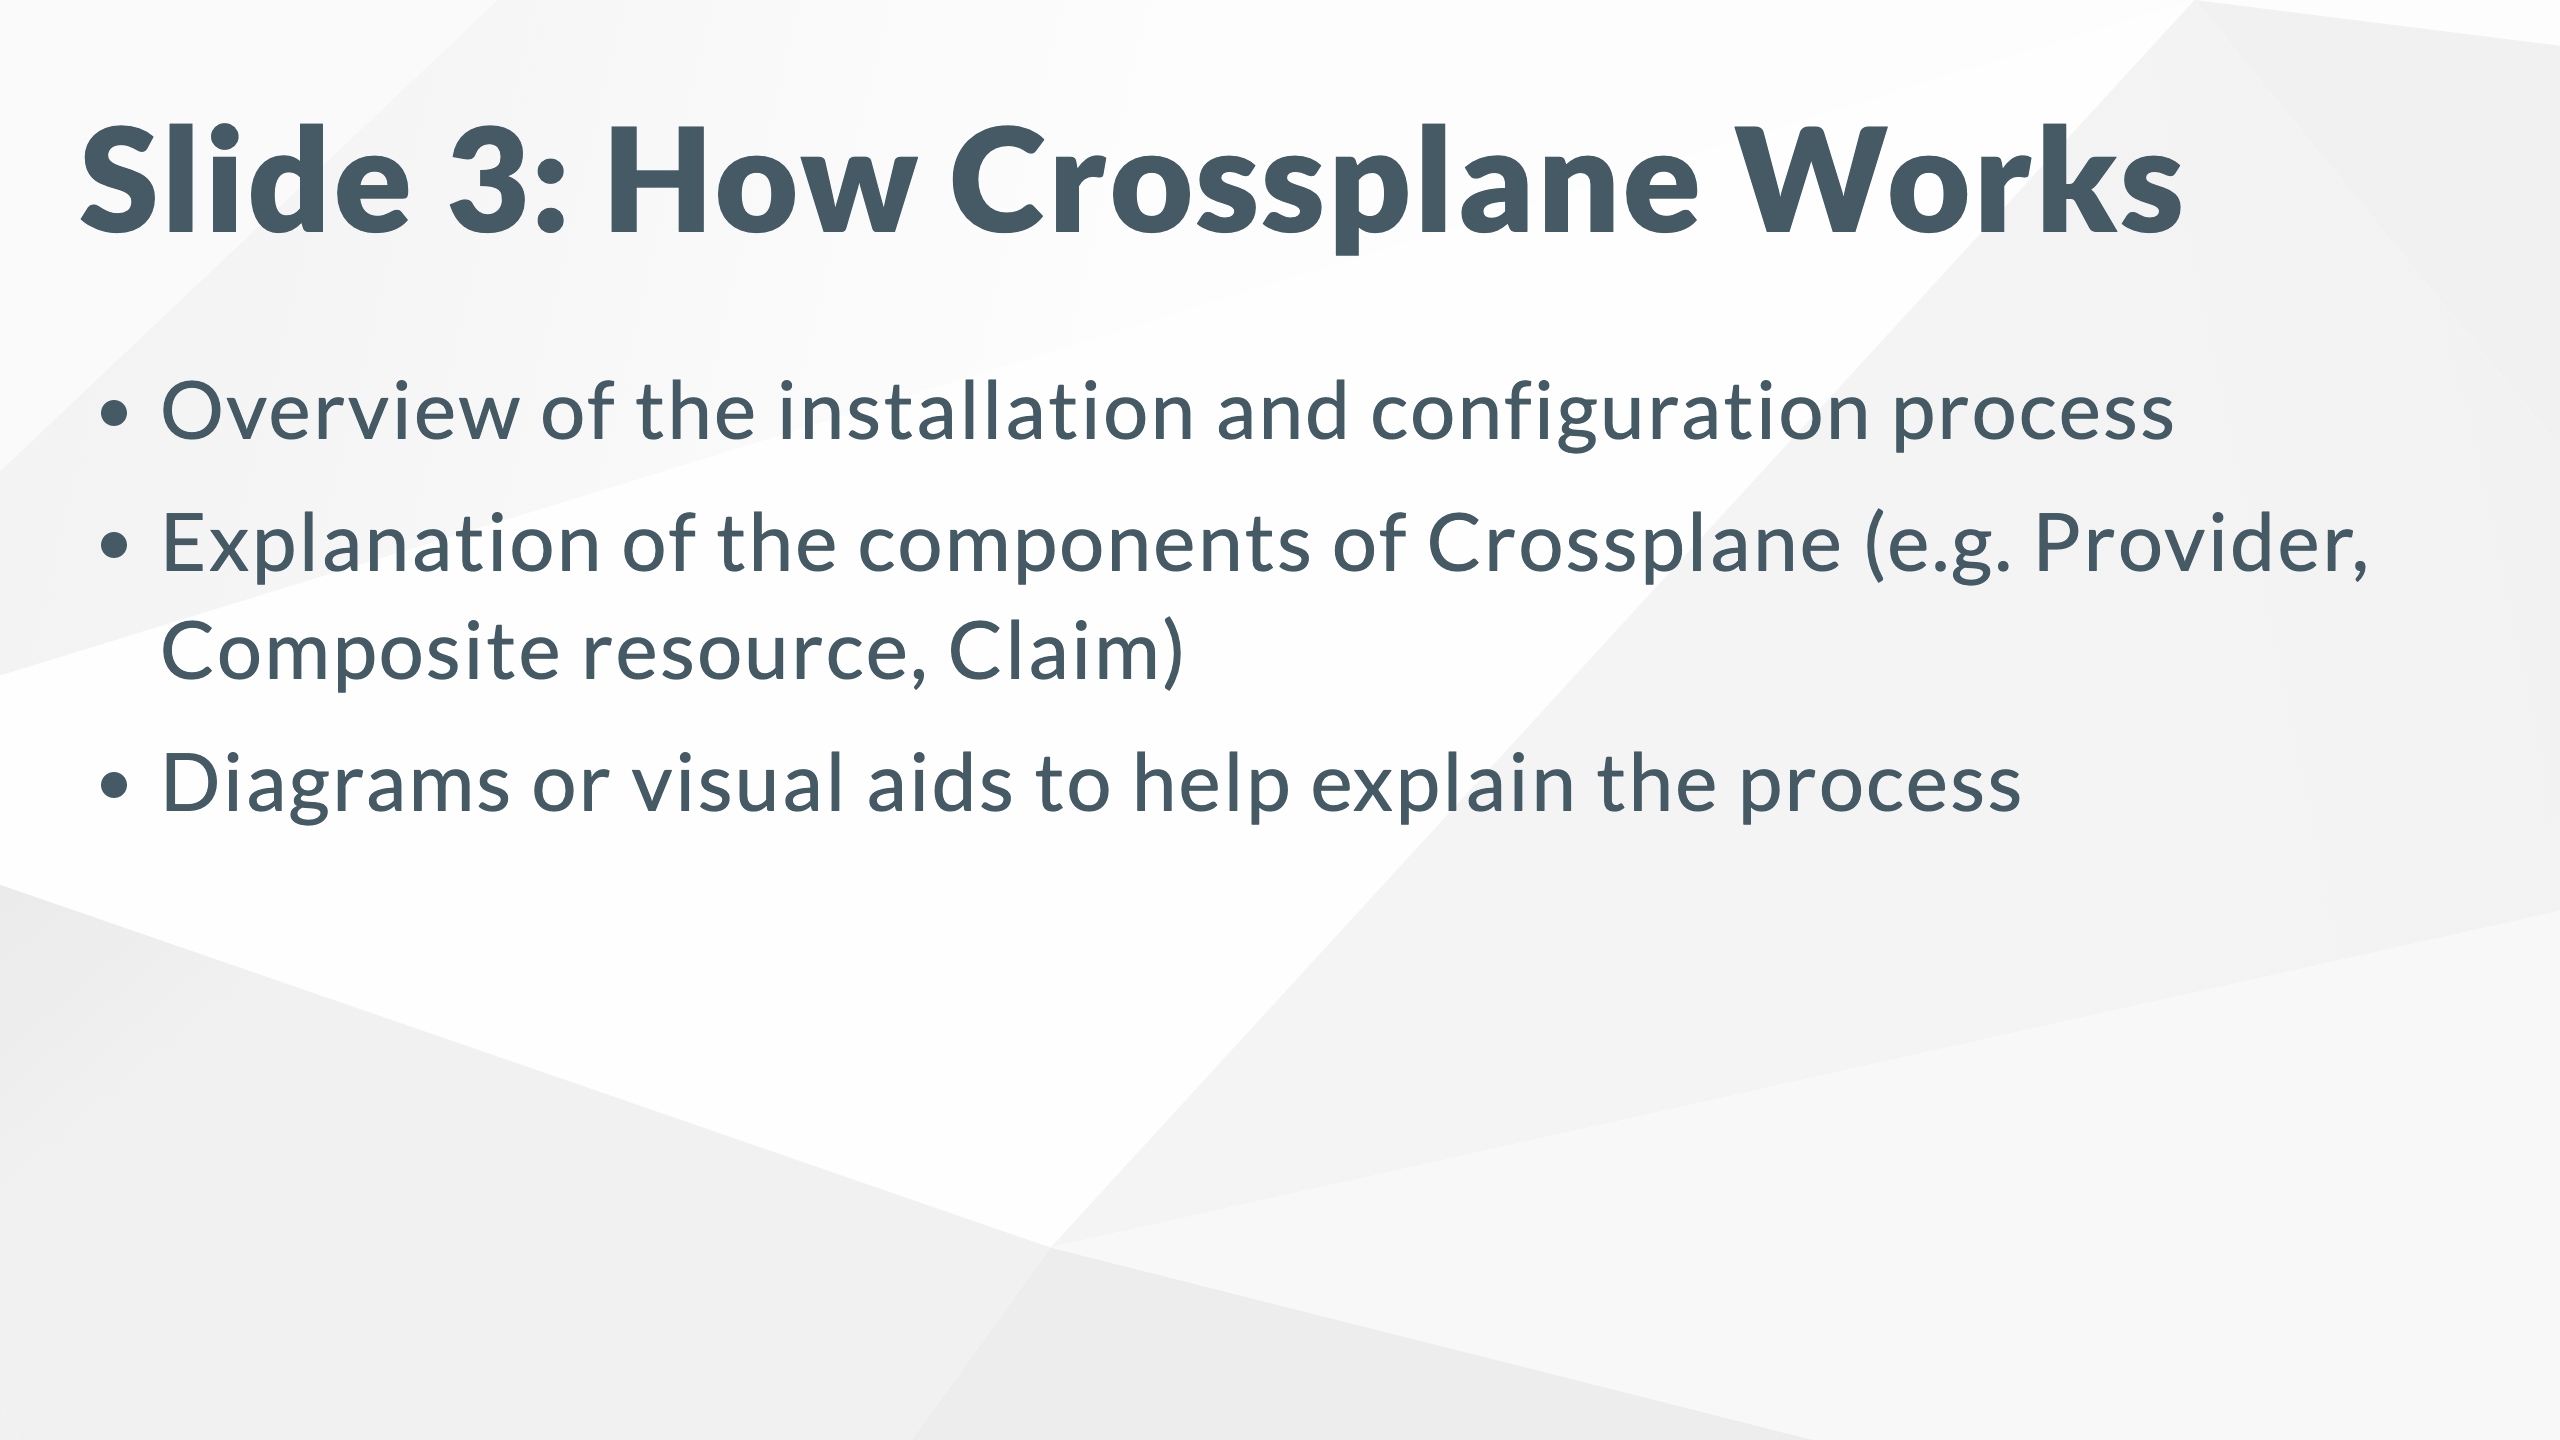 Slide 3: How Crossplane Works
• Overview of the installation and configuration process
• Explanation of the components of Crossplane (e.g. Provider,
Composite resource, Claim)
• Diagrams or visual aids to help explain the process